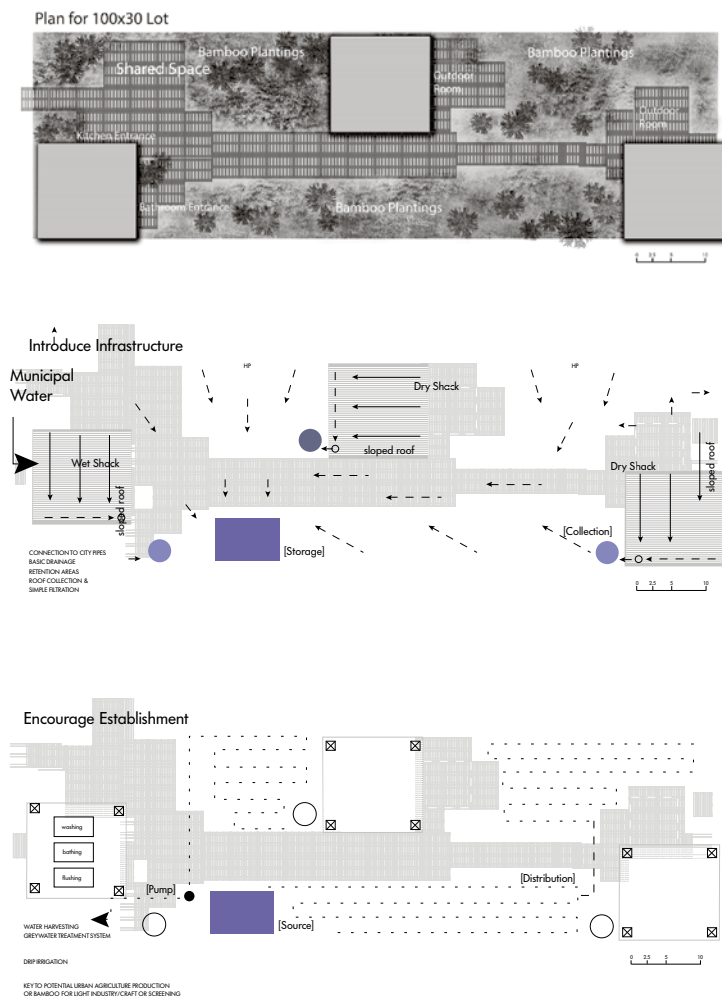 Plan for 100x30 Lot
Bamboo Plantings
Bamboo Plantings
Shared Space
Outdoor
Room
Outdoor
Room
Kitchen Entrance
Bathroom Entrance
Bamboo Plantings
0 2.5 5 10
Introduce Infrastructure
Municipal
Water
HP
HP
Dry Shack
sloped roof
Wet Shack
sloped roof
Dry Shack
sloped roof
[Storage]
[Collection]
CONNECTION TO CITY PIPES
BASIC DRAINAGE
RETENTION AREAS
ROOF COLLECTION &
SIMPLE FILTRATION
0 2.5 5 10
Encourage Establishment
washing
bathing
flushing
[Pump]
[Distribution]
[Source]
WATER HARVESTING
GREYWATER TREATMENT SYSTEM
DRIP IRRIGATION
0 2.5 5 10
KEY TO POTENTIAL URBAN AGRICULTURE PRODUCTION
OR BAMBOO FOR LIGHT INDUSTRY/CRAFT OR SCREENING